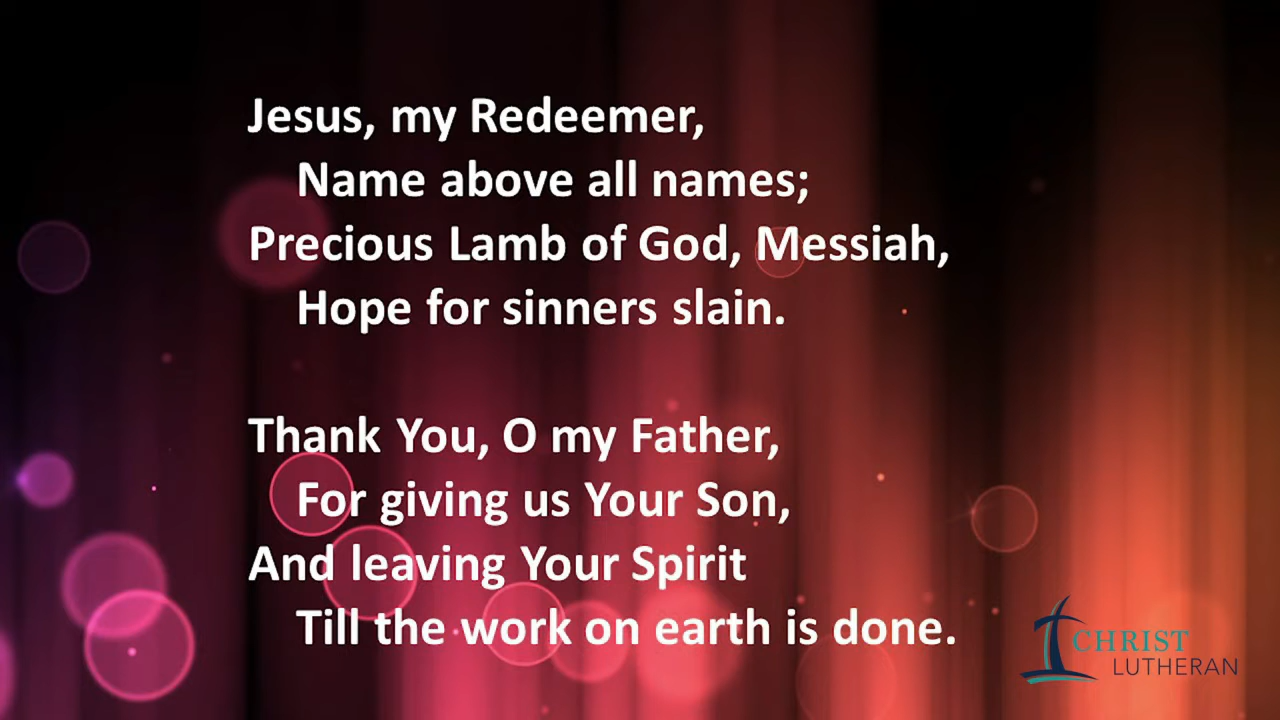 Jesus, my Redeemer,
Name above all names;
Precious Lamb of God, Messiah,
Hope for sinners slain.
Thank You, O my Father,
For giving us Your Son,
And leaving Your Spirit
Till the work on earth is done.
CHRIST
LUTHERAN